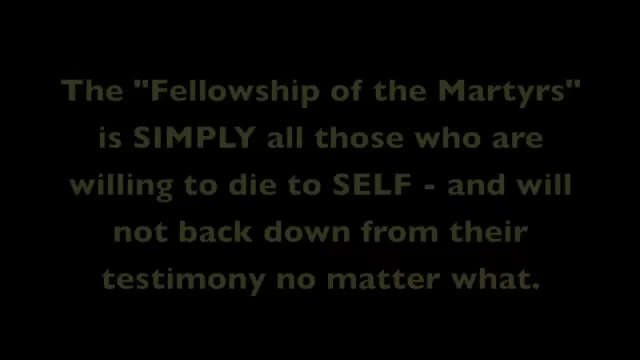 The "Fellowship of the Martyrs"
is SIMPLY all those who are
willing to die to SELF - and will
not back down from their
testimony no matter what.